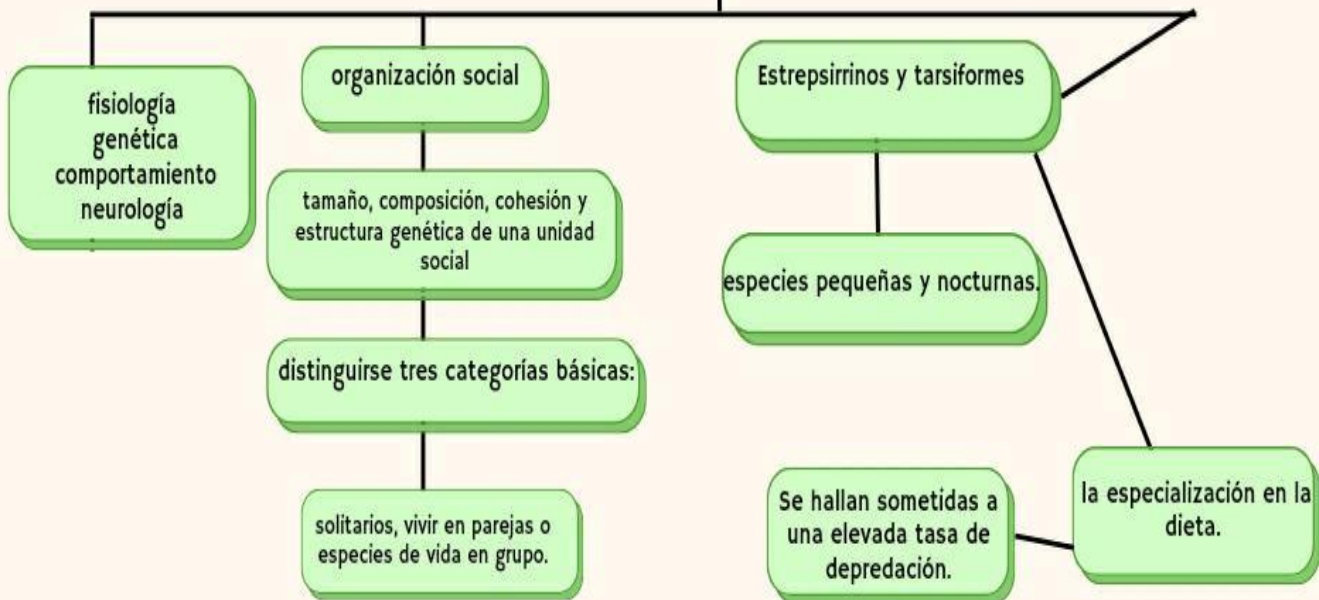 fisiología
genética
comportamiento
neurología
organización social
tamaño, composición, cohesión y
estructura genética de una unidad
social
distinguirse tres categorías básicas:
solitarios, vivir en parejas o
especies de vida en grupo.
Estrepsirrinos y tarsiformes
especies pequeñas y nocturnas.
la especialización en la
dieta.
Se hallan sometidas a
una elevada tasa de
depredación.